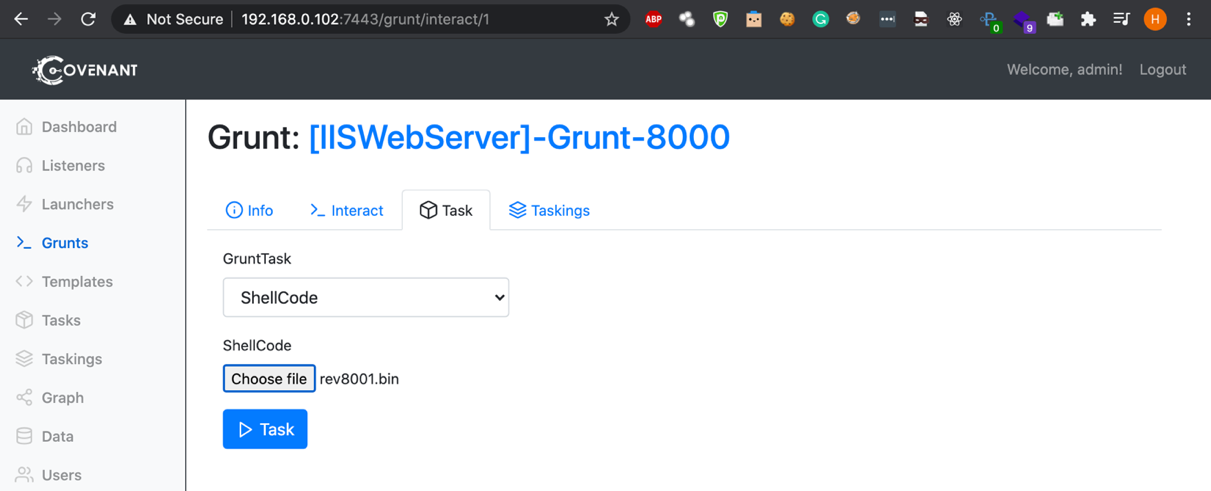 Not Secure 192.168.0.102:7443/grunt/interact/1
ABP
0
9
H
COVENANT
Welcome, admin! Logout
Dashboard
Listeners
Launchers
Grunts
Templates
Tasks
Taskings
Graph
Data
Users
Grunt: [IISWebServer]-Grunt-8000
Info Interact Task Taskings
GruntTask
ShellCode
ShellCode
Choose file rev8001.bin
Task